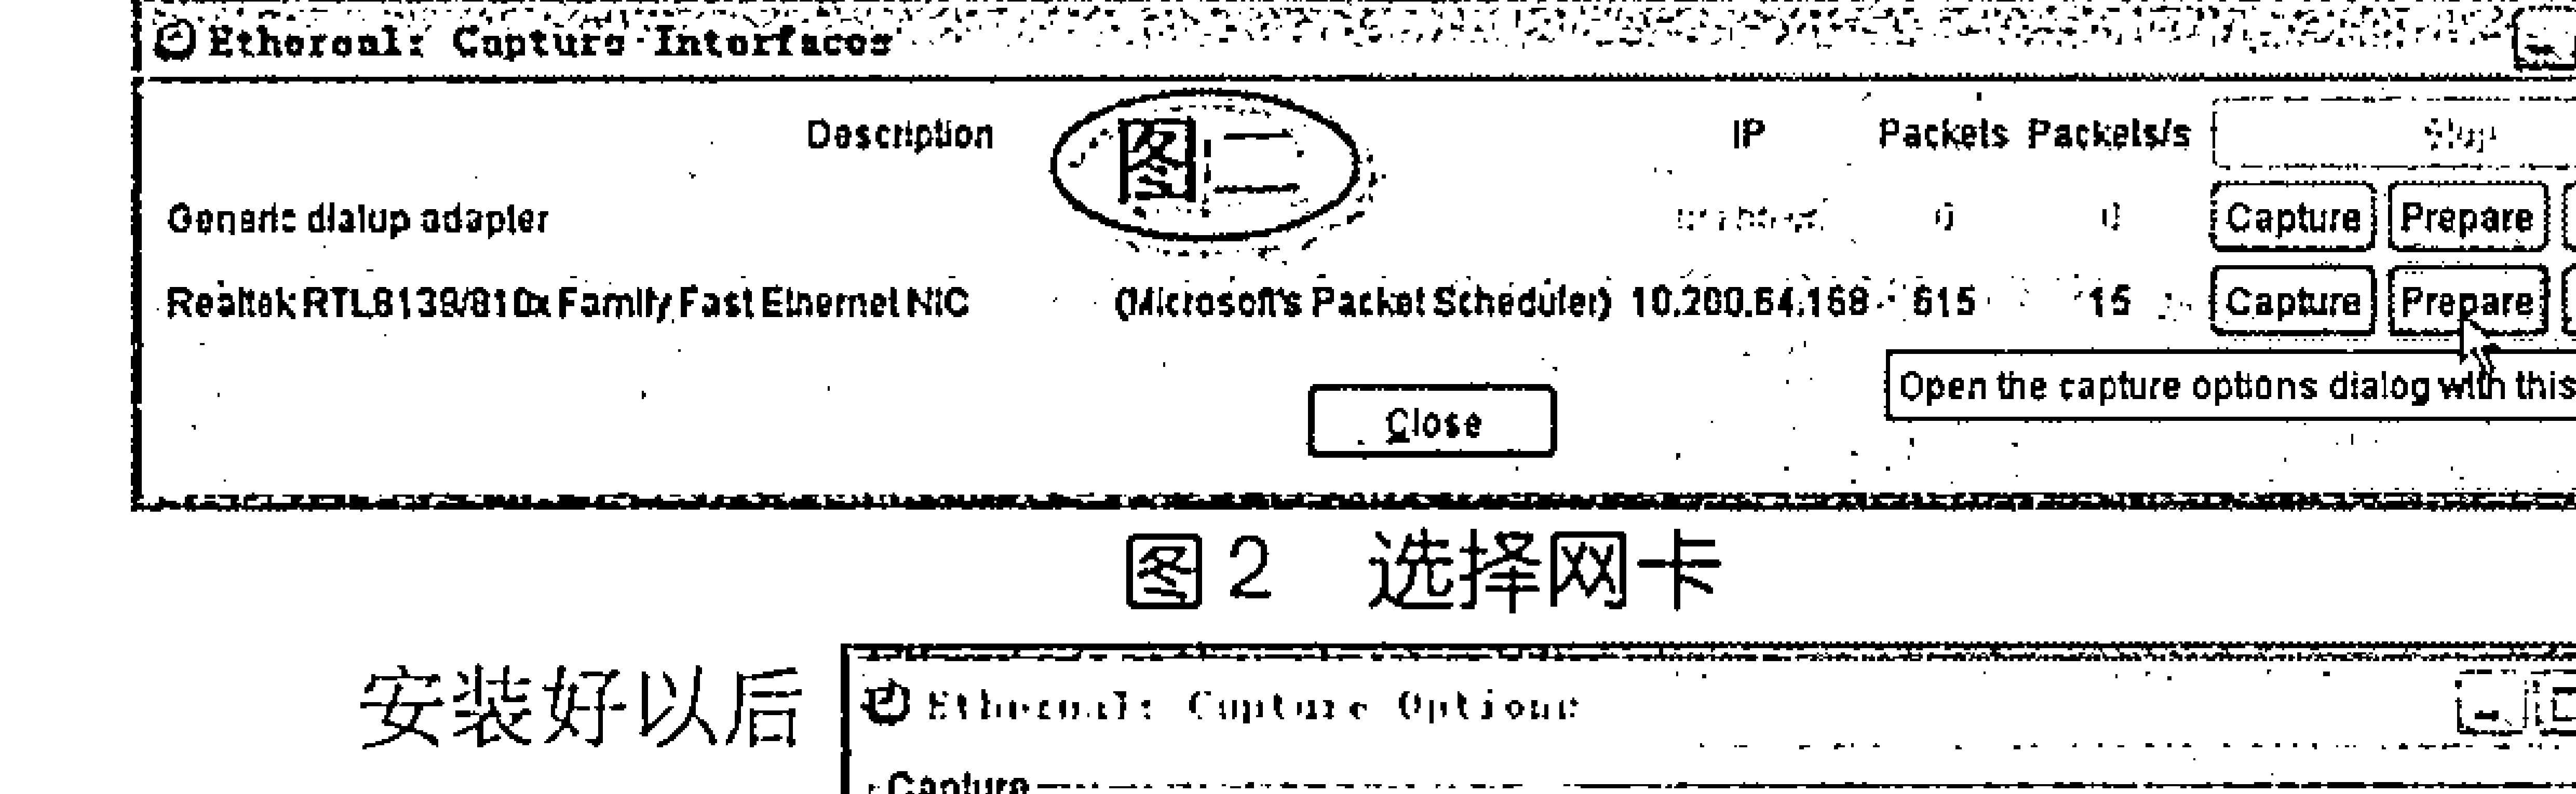 Ethereal: Capture Interfaces
Description 图二 IP Packets Packets/s Stop
Generic dialup adapter unknown 0 0 Capture Prepare
Realtek RTL8139/810x Family Fast Ethernet NIC (Microsoft's Packet Scheduler) 10.200.64.168 615 15 Capture Prepare
Open the capture options dialog with this
Close
图2 选择网卡
安装好以后
Ethereal: Capture Options
Capture